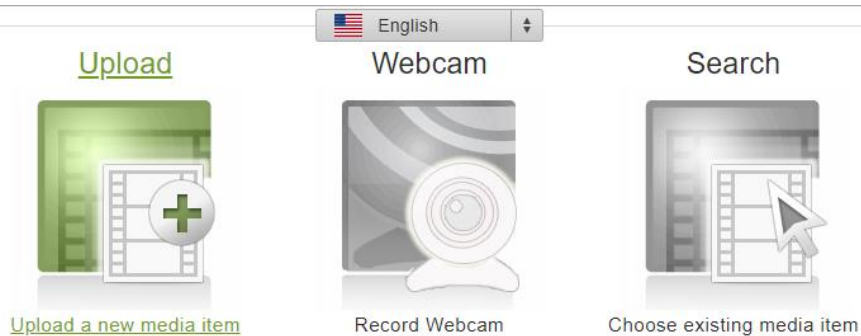 English
Upload
Webcam
Search
Upload a new media item
Record Webcam
Choose existing media item